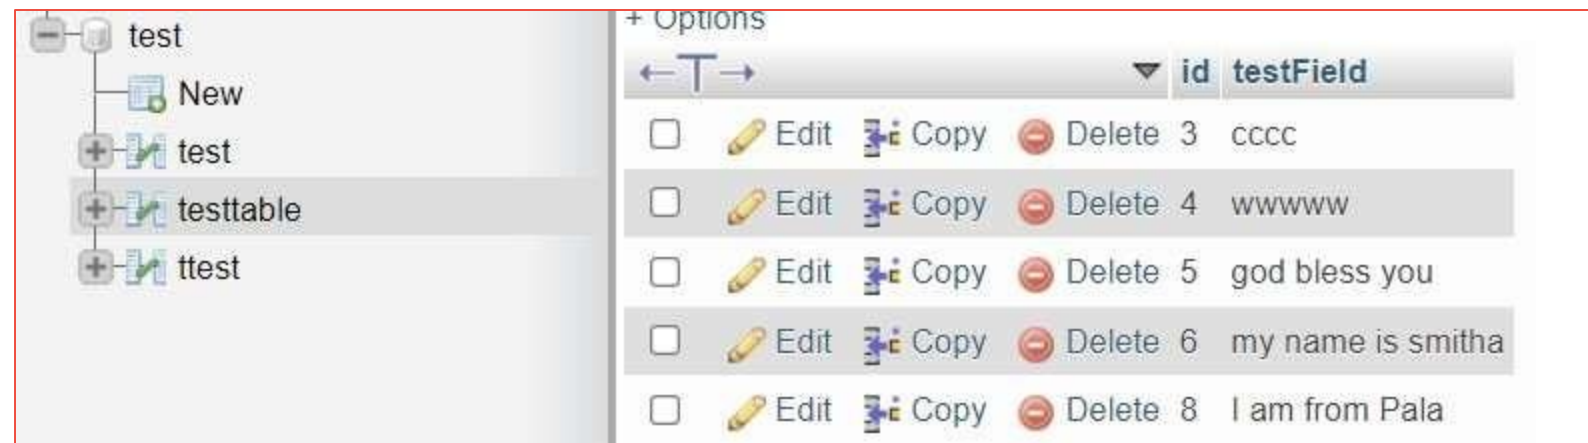 test
New
test
testtable
ttest
+ Options
←T→ id testField
Edit Copy Delete 3 cccc
Edit Copy Delete 4 wwwww
Edit Copy Delete 5 god bless you
Edit Copy Delete 6 my name is smitha
Edit Copy Delete 8 I am from Pala